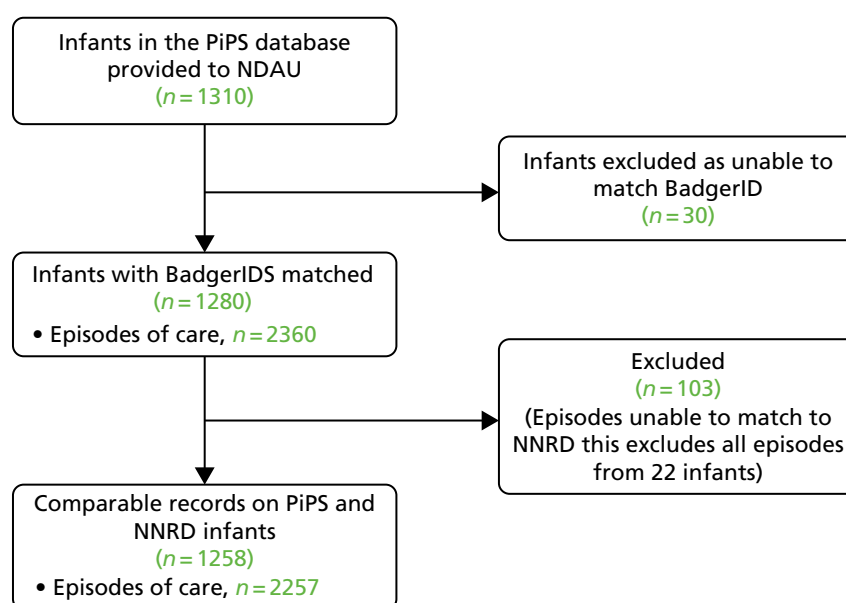 Infants in the PiPS database
provided to NDAU
(n=1310)
Infants excluded as unable to
match BadgerID
(n=30)
Infants with BadgerIDS matched
(n=1280)
• Episodes of care, n=2360
Excluded
(n=103)
(Episodes unable to match to
NNRD this excludes all episodes
from 22 infants)
Comparable records on PiPS and
NNRD infants
(n=1258)
• Episodes of care, n=2257